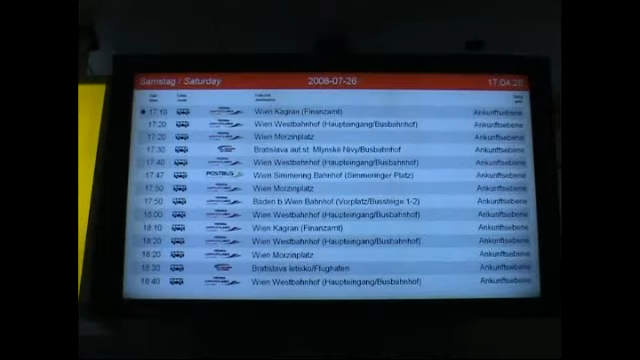 Samstag / Saturday 2008-07-26 17:04:26
17:10 Wien Kagran (Finanzamt) Ankunftsebene
17:20 Wien Westbahnhof (Haupteingang/Busbahnhof) Ankunftsebene
17:20 Wien Morzinplatz Ankunftsebene
17:30 Bratislava aut.st. Mlynské Nivy/Busbahnhof Ankunftsebene
17:40 Wien Westbahnhof (Haupteingang/Busbahnhof) Ankunftsebene
17:47 POSTBUS Wien Simmering Bahnhof (Simmeringer Platz) Ankunftsebene
17:50 Wien Morzinplatz Ankunftsebene
17:50 Baden b Wien Bahnhof (Vorplatz/Bussteige 1-2) Ankunftsebene
18:00 Wien Westbahnhof (Haupteingang/Busbahnhof) Ankunftsebene
18:10 Wien Kagran (Finanzamt) Ankunftsebene
18:20 Wien Westbahnhof (Haupteingang/Busbahnhof) Ankunftsebene
18:20 Wien Morzinplatz Ankunftsebene
18:30 Bratislava letisko/Flughafen Ankunftsebene
18:40 Wien Westbahnhof (Haupteingang/Busbahnhof) Ankunftsebene